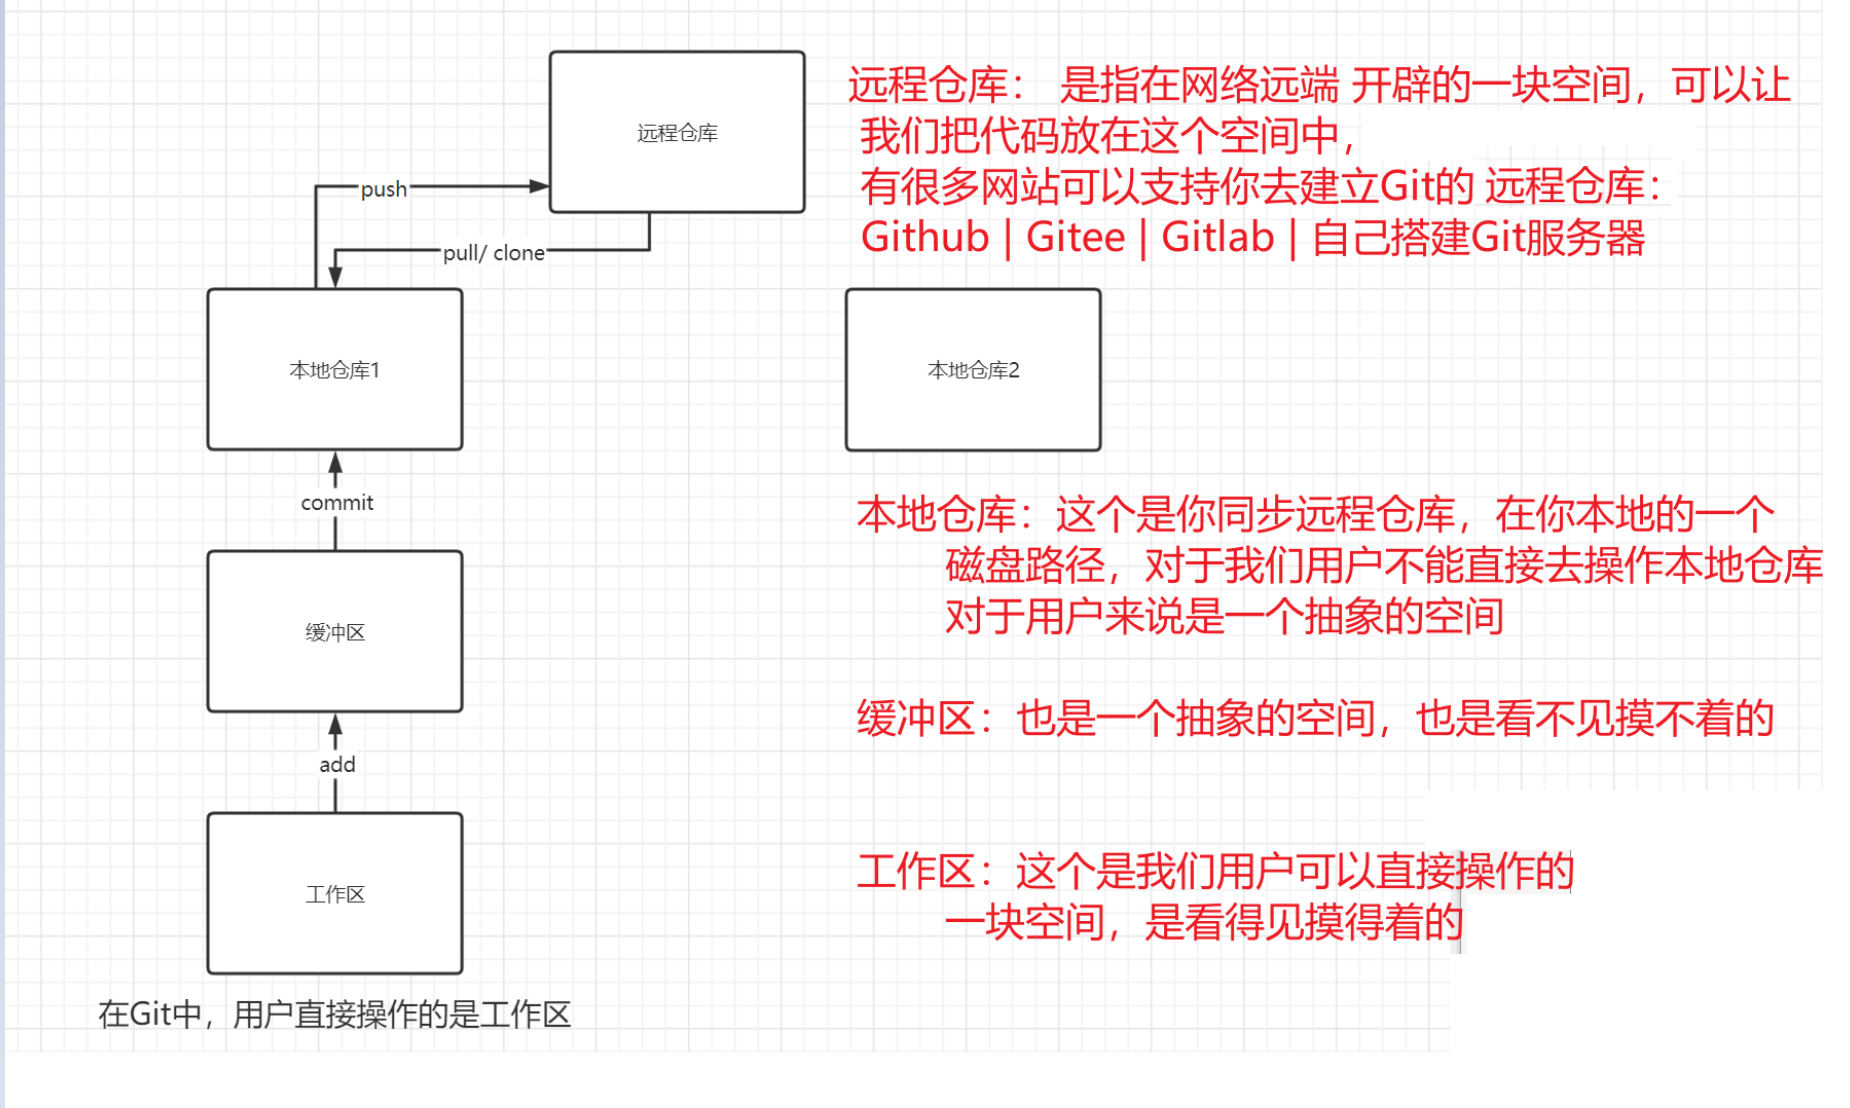 远程仓库
远程仓库： 是指在网络远端 开辟的一块空间，可以让
我们把代码放在这个空间中，
有很多网站可以支持你去建立Git的 远程仓库：
Github | Gitee | Gitlab | 自己搭建Git服务器
push
pull/ clone
本地仓库1
本地仓库2
commit
本地仓库：这个是你同步远程仓库，在你本地的一个
磁盘路径，对于我们用户不能直接去操作本地仓库
对于用户来说是一个抽象的空间
缓冲区
缓冲区：也是一个抽象的空间，也是看不见摸不着的
add
工作区
工作区：这个是我们用户可以直接操作的
一块空间，是看得见摸得着的
在Git中，用户直接操作的是工作区